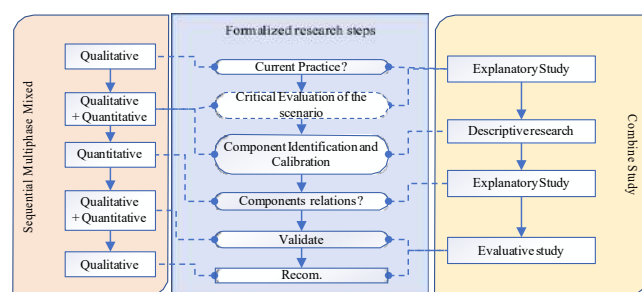 Formalized research steps
Sequential Multiphase Mixed
Qualitative
Qualitative
+ Quantitative
Quantitative
Qualitative
+ Quantitative
Qualitative
Current Practice?
Critical Evaluation of the
scenario
Component Identification and
Calibration
Components relations?
Validate
Recom.
Explanatory Study
Descriptive research
Explanatory Study
Evaluative study
Combine Study